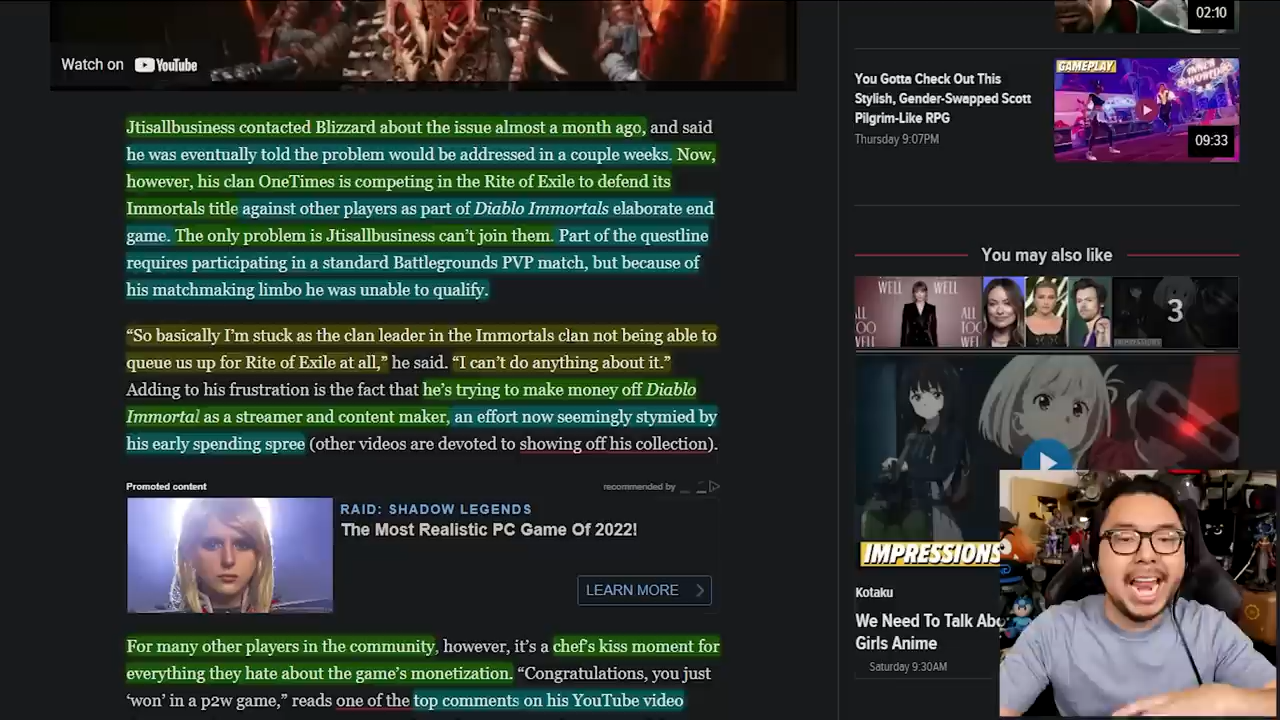 02:10
Watch on YouTube
GAMEPLAY
You Gotta Check Out This
Stylish, Gender-Swapped Scott
Pilgrim-Like RPG
Thursday 9:07PM
09:33
Jtisallbusiness contacted Blizzard about the issue almost a month ago, and said
he was eventually told the problem would be addressed in a couple weeks. Now,
however, his clan OneTimes is competing in the Rite of Exile to defend its
Immortals title against other players as part of Diablo Immortals elaborate end
game. The only problem is Jtisallbusiness can’t join them. Part of the questline
requires participating in a standard Battlegrounds PVP match, but because of
his matchmaking limbo he was unable to qualify.
“So basically I’m stuck as the clan leader in the Immortals clan not being able to
queue us up for Rite of Exile at all,” he said. “I can’t do anything about it.”
Adding to his frustration is the fact that he’s trying to make money off Diablo
Immortal as a streamer and content maker, an effort now seemingly stymied by
his early spending spree (other videos are devoted to showing off his collection).
Promoted content
recommended by
RAID: SHADOW LEGENDS
The Most Realistic PC Game Of 2022!
LEARN MORE
For many other players in the community, however, it’s a chef’s kiss moment for
everything they hate about the game’s monetization. “Congratulations, you just
‘won’ in a p2w game,” reads one of the top comments on his YouTube video
You may also like
WELL WELL
ALL
TOO
ALL
TOO
3
IMPRESSIONS
Kotaku
We Need To Talk Abo
Girls Anime
Saturday 9:30AM